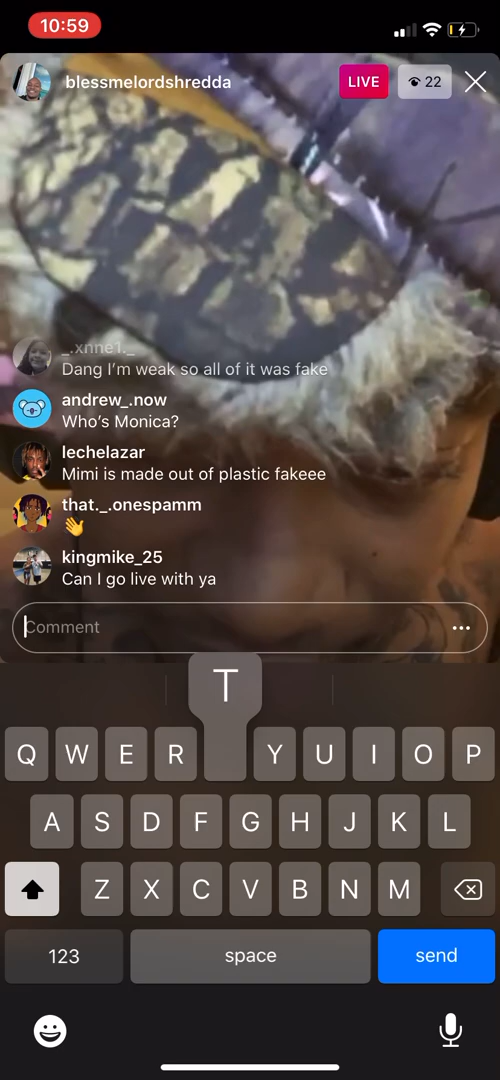 10:59
blessmelordshredda
LIVE
22
_.xnne1._
Dang I'm weak so all of it was fake
andrew_.now
Who's Monica?
lechelazar
Mimi is made out of plastic fakeee
that._.onespamm
👋
kingmike_25
Can I go live with ya
Comment
T
Q W E R Y U I O P
A S D F G H J K L
Z X C V B N M
123 space send